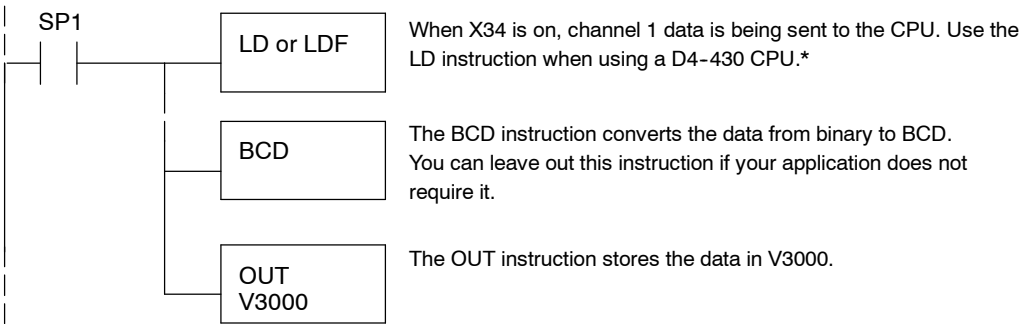 SP1
LD or LDF
When X34 is on, channel 1 data is being sent to the CPU. Use the
LD instruction when using a D4--430 CPU.*
BCD
The BCD instruction converts the data from binary to BCD.
You can leave out this instruction if your application does not
require it.
OUT
V3000
The OUT instruction stores the data in V3000.